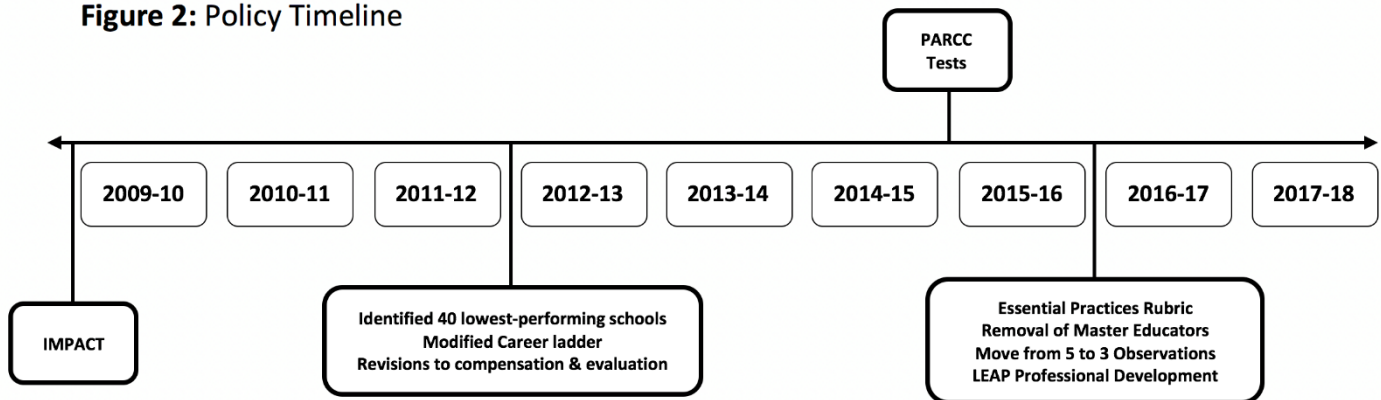 Figure 2: Policy Timeline
PARCC
Tests
2009-10
2010-11
2011-12
2012-13
2013-14
2014-15
2015-16
2016-17
2017-18
IMPACT
Identified 40 lowest-performing schools
Modified Career ladder
Revisions to compensation & evaluation
Essential Practices Rubric
Removal of Master Educators
Move from 5 to 3 Observations
LEAP Professional Development